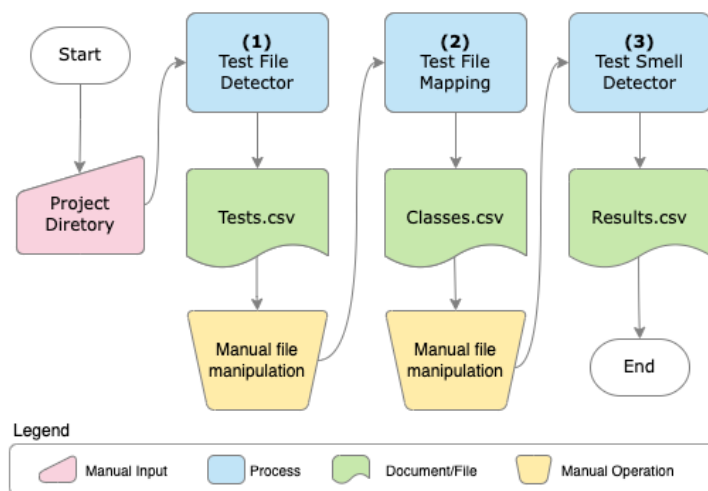 Start
Project
Diretory
(1)
Test File
Detector
Tests.csv
Manual file
manipulation
(2)
Test File
Mapping
Classes.csv
Manual file
manipulation
(3)
Test Smell
Detector
Results.csv
End
Legend
Manual Input
Process
Document/File
Manual Operation